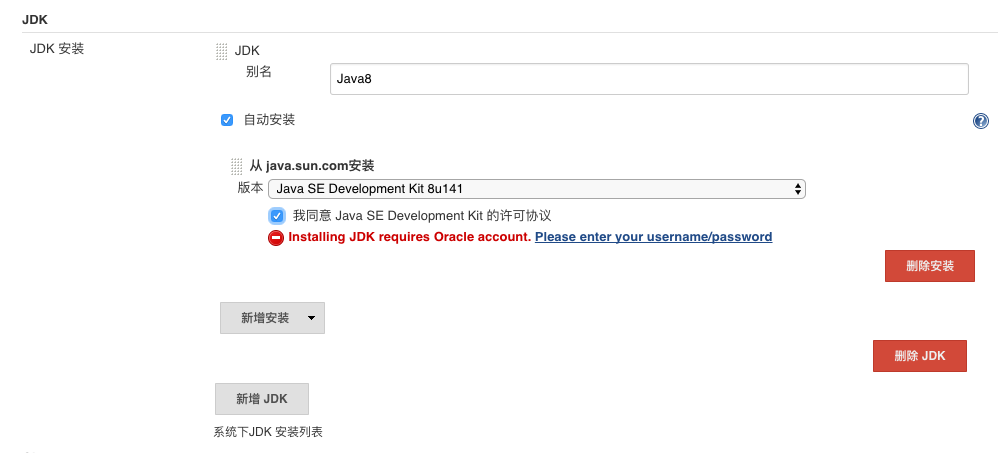 JDK
JDK 安装
JDK
别名
Java8
自动安装
从 java.sun.com安装
版本 Java SE Development Kit 8u141
我同意 Java SE Development Kit 的许可协议
Installing JDK requires Oracle account. Please enter your username/password
删除安装
新增安装
删除 JDK
新增 JDK
系统下JDK 安装列表